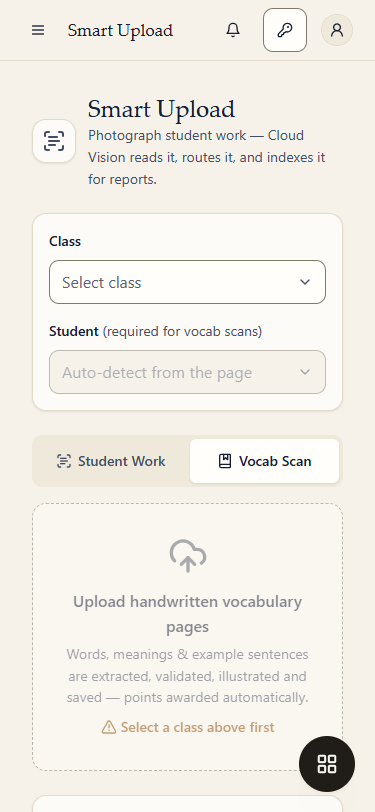 Smart Upload
Smart Upload
Photograph student work — Cloud
Vision reads it, routes it, and indexes it
for reports.
Class
Select class
Student (required for vocab scans)
Auto-detect from the page
Student Work
Vocab Scan
Upload handwritten vocabulary
pages
Words, meanings & example sentences
are extracted, validated, illustrated and
saved — points awarded automatically.
Select a class above first